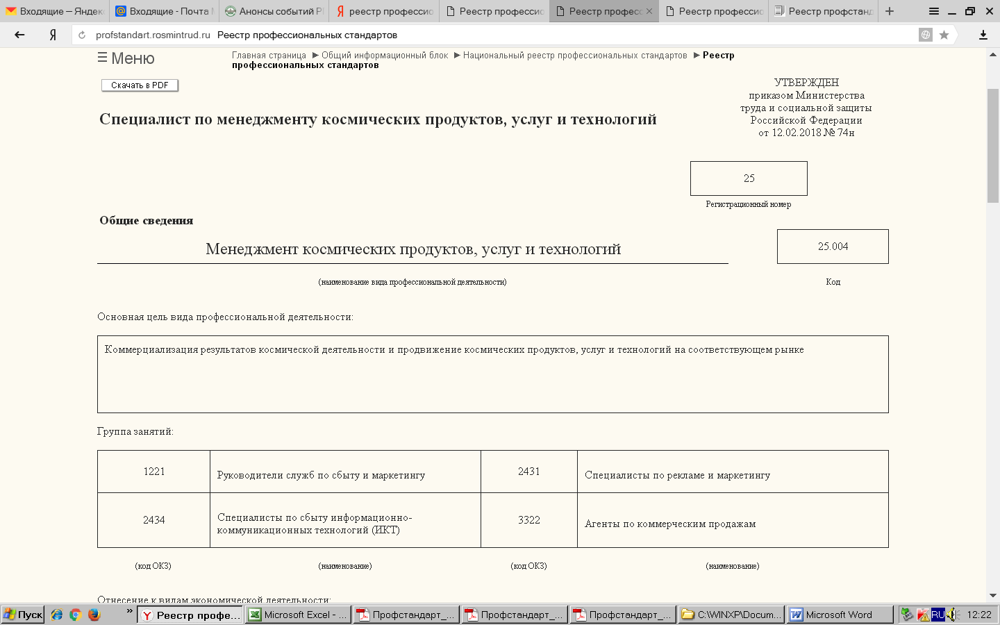 Входящие — Яндекс
Входящие - Почта M
Анонсы событий РI
реестр профессио
Реестр профессио
Реестр професс
Реестр профессио
Реестр профстанд
profstandart.rosmintrud.ru Реестр профессиональных стандартов
Меню
Главная страница ▶ Общий информационный блок ▶ Национальный реестр профессиональных стандартов ▶ Реестр
профессиональных стандартов
Скачать в PDF
УТВЕРЖДЕН
приказом Министерства
труда и социальной защиты
Российской Федерации
от 12.02.2018 № 74н
Специалист по менеджменту космических продуктов, услуг и технологий
25
Регистрационный номер
Общие сведения
Менеджмент космических продуктов, услуг и технологий
25.004
(наименование вида профессиональной деятельности)
Код
Основная цель вида профессиональной деятельности:
Коммерциализация результатов космической деятельности и продвижение космических продуктов, услуг и технологий на соответствующем рынке
Группа занятий:
1221
Руководители служб по сбыту и маркетингу
2431
Специалисты по рекламе и маркетингу
2434
Специалисты по сбыту информационно-
коммуникационных технологий (ИКТ)
3322
Агенты по коммерческим продажам
(код ОКЗ)
(наименование)
(код ОКЗ)
(наименование)
Отнесение к видам экономической деятельности:
Пуск
»
Реестр профе...
Microsoft Excel - ...
Профстандарт_...
Профстандарт_...
Профстандарт_...
C:\WINXP\Docum...
Microsoft Word
RU
12:22